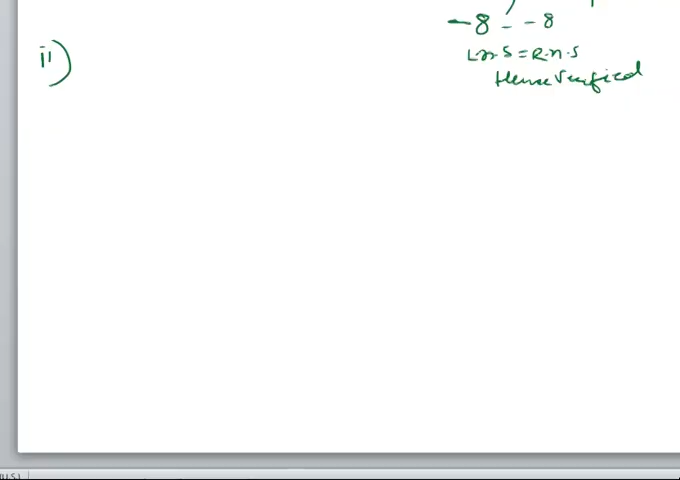 -8 = -8
ii)
L.H.S = R.H.S
Hence Verified
(U.S.)